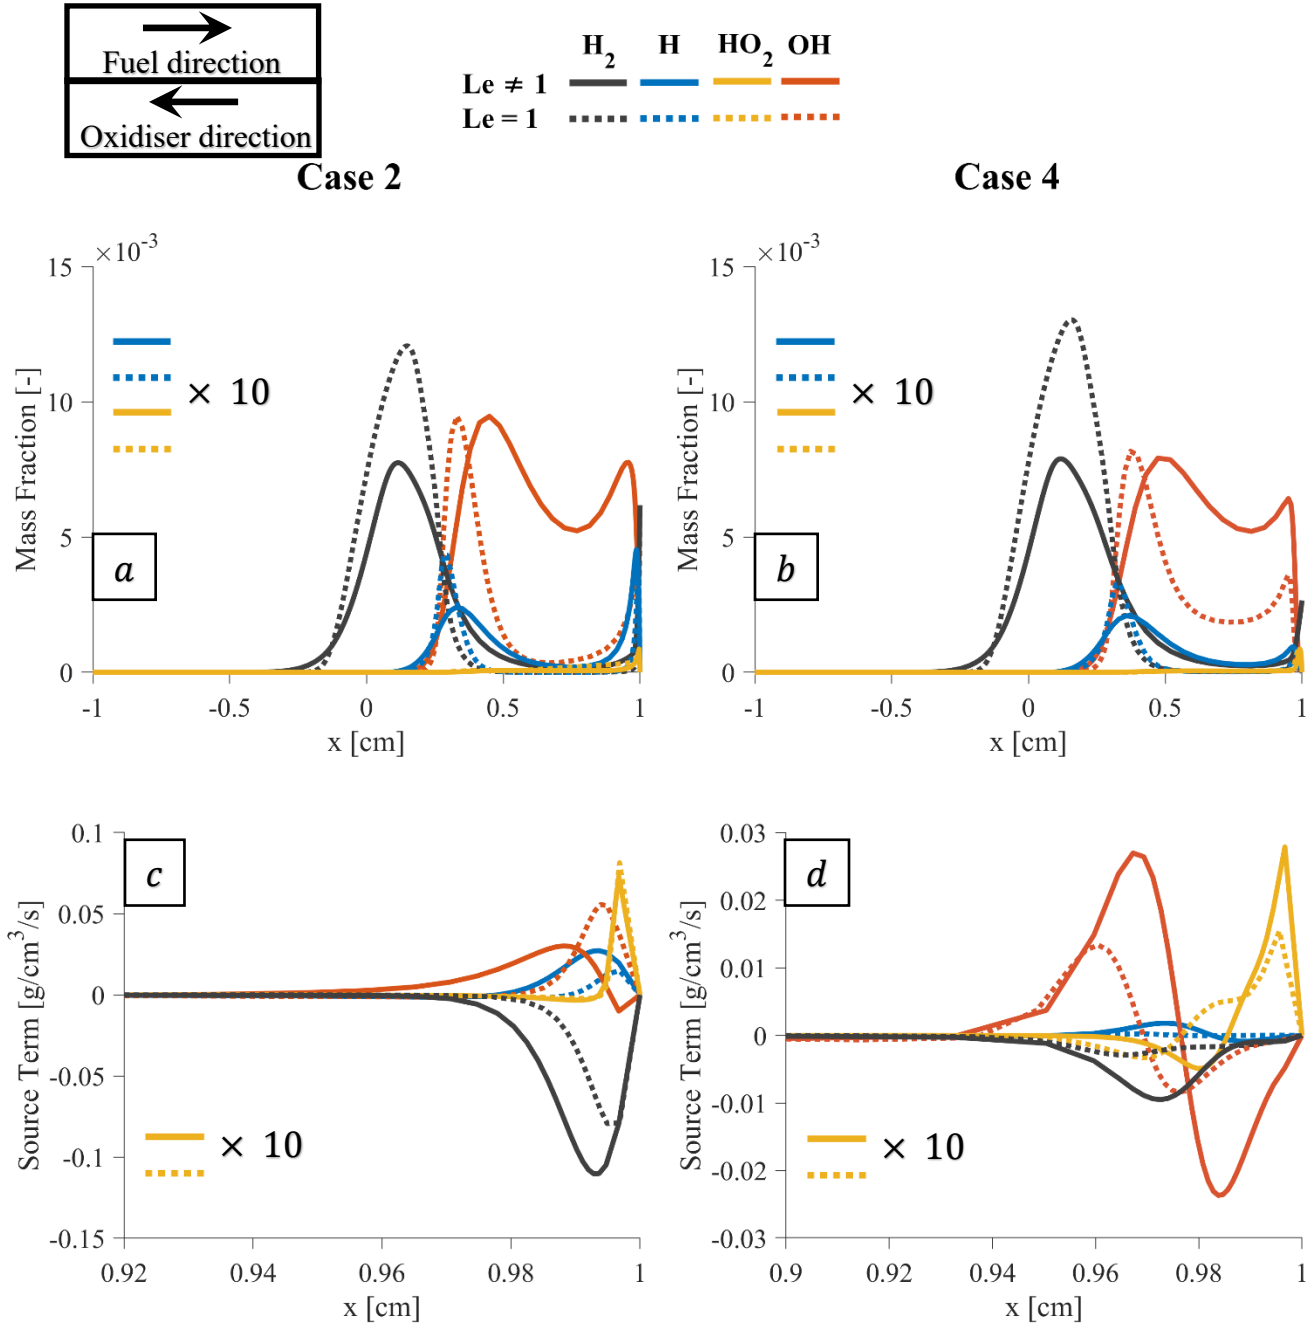 Fuel direction
Oxidiser direction
H2 H HO2 OH
Le ≠ 1
Le = 1
Case 2
Case 4
×10-3
15
10
5
0
Mass Fraction [-]
× 10
a
-1 -0.5 0 0.5 1
x [cm]
×10-3
15
10
5
0
Mass Fraction [-]
× 10
b
-1 -0.5 0 0.5 1
x [cm]
0.1
0.05
0
-0.05
-0.1
-0.15
Source Term [g/cm3/s]
c
× 10
0.92 0.94 0.96 0.98 1
x [cm]
0.03
0.02
0.01
0
-0.01
-0.02
-0.03
Source Term [g/cm3/s]
d
× 10
0.9 0.92 0.94 0.96 0.98 1
x [cm]